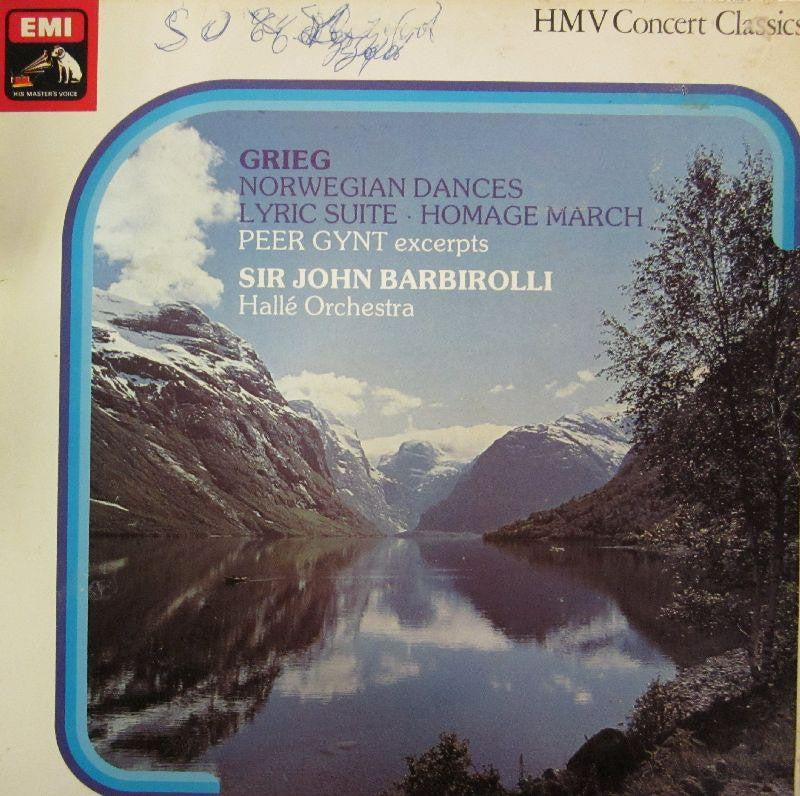 EMI
HIS MASTER'S VOICE
HMV Concert Classics
GRIEG
NORWEGIAN DANCES
LYRIC SUITE · HOMAGE MARCH
PEER GYNT excerpts
SIR JOHN BARBIROLLI
Hallé Orchestra